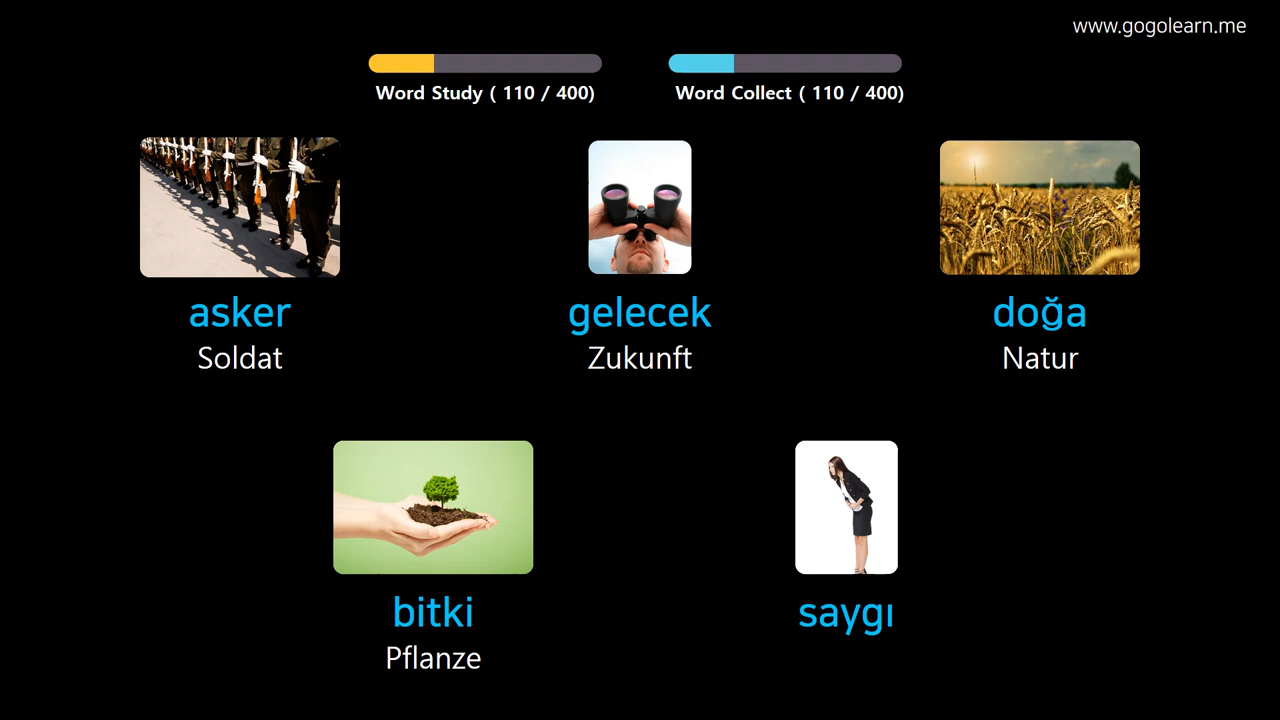 www.gogolearn.me
Word Study ( 110 / 400)
Word Collect ( 110 / 400)
asker
Soldat
gelecek
Zukunft
doğa
Natur
bitki
Pflanze
saygı